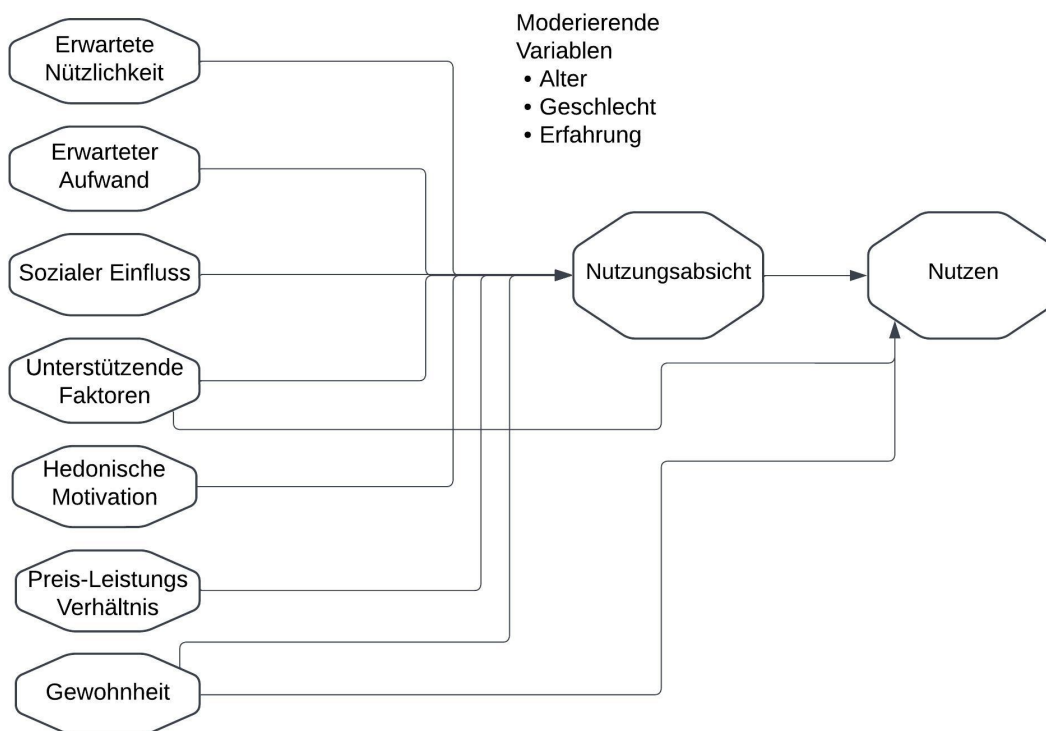 Erwartete
Nützlichkeit
Moderierende
Variablen
• Alter
• Geschlecht
• Erfahrung
Erwarteter
Aufwand
Sozialer Einfluss
Nutzungsabsicht
Nutzen
Unterstützende
Faktoren
Hedonische
Motivation
Preis-Leistungs
Verhältnis
Gewohnheit